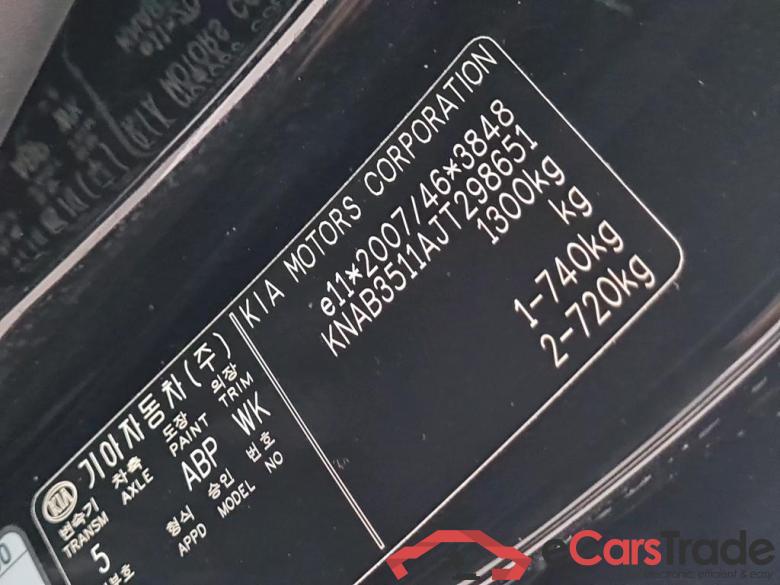 KIA MOTORS CORPORATION
e11*2007/46*3848
KNAB3511AJT298651
1300kg
kg
1-740kg
2-720kg
KIA 기아자동차(주)
변속기 차축 도장 의장
TRANSM AXLE PAINT TRIM
5 ABP WK
형식 승인 번호
APPD MODEL NO
eCarsTrade